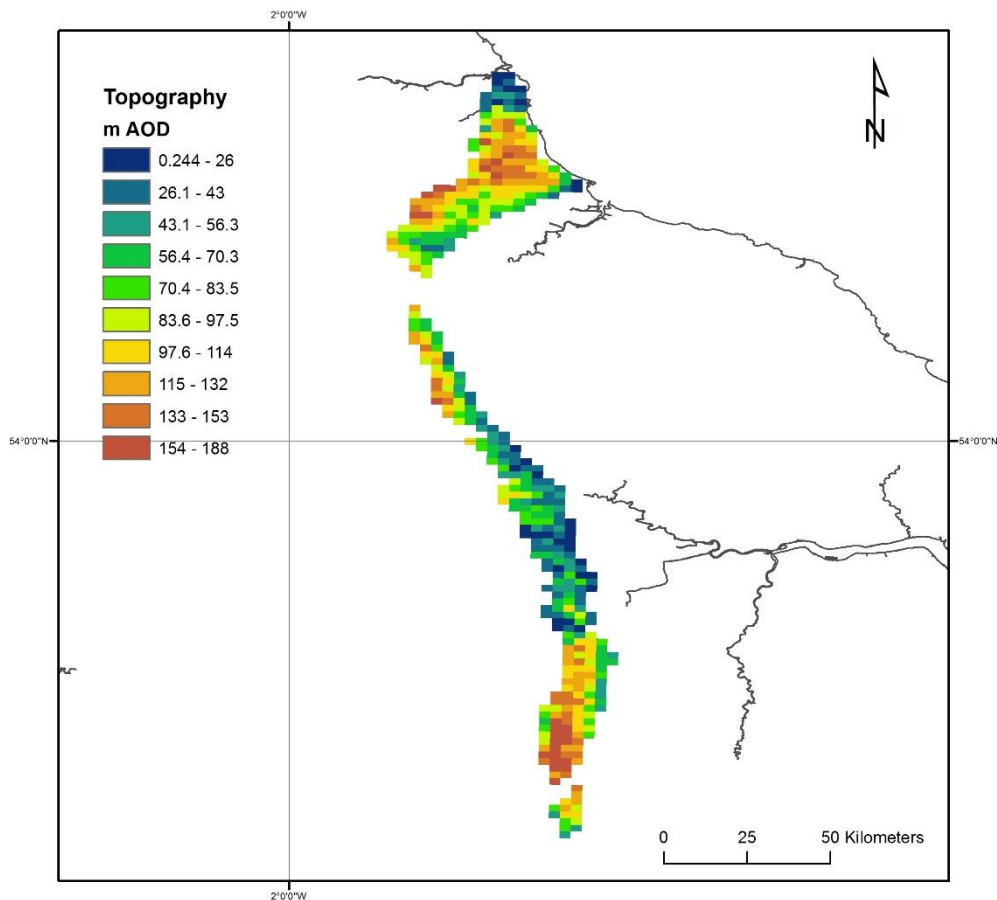 2°0'0"W
Topography
m AOD
0.244 - 26
26.1 - 43
43.1 - 56.3
56.4 - 70.3
70.4 - 83.5
83.6 - 97.5
97.6 - 114
115 - 132
133 - 153
154 - 188
N
54°0'0"N
54°0'0"N
0 25 50 Kilometers
2°0'0"W